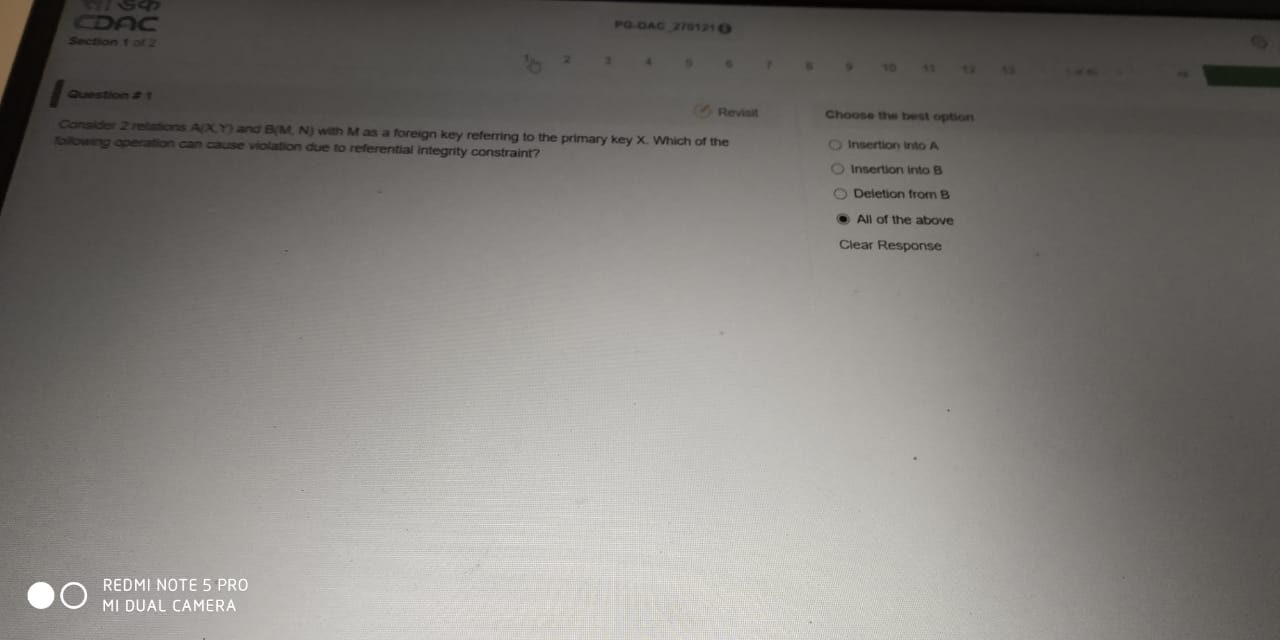 CDAC
Section 1 of 2
PG-DAC_270121
1 2 3 4 5 6 7 8 9 10 11 12 13
Question # 1
Revisit
Consider 2 relations A(X,Y) and B(M, N) with M as a foreign key referring to the primary key X. Which of the
following operation can cause violation due to referential integrity constraint?
Choose the best option
Insertion into A
Insertion into B
Deletion from B
All of the above
Clear Response
REDMI NOTE 5 PRO
MI DUAL CAMERA